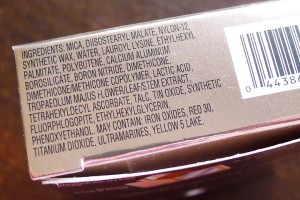 INGREDIENTS: MICA, DIISOSTEARYL MALATE, NYLON-12,
SYNTHETIC WAX, WATER, LAUROYL LYSINE, ETHYLHEXYL
PALMITATE, POLYBUTENE, CALCIUM ALUMINUM
BOROSILICATE, BORON NITRIDE, DIMETHICONE,
DIMETHICONE/METHICONE COPOLYMER, LACTIC ACID,
TROPAEOLUM MAJUS FLOWER/LEAF/STEM EXTRACT,
TETRAHEXYLDECYL ASCORBATE, TALC, TIN OXIDE, SYNTHETIC
FLUORPHLOGOPITE, ETHYLHEXYLGLYCERIN,
PHENOXYETHANOL. MAY CONTAIN: IRON OXIDES, RED 30,
TITANIUM DIOXIDE, ULTRAMARINES, YELLOW 5 LAKE.